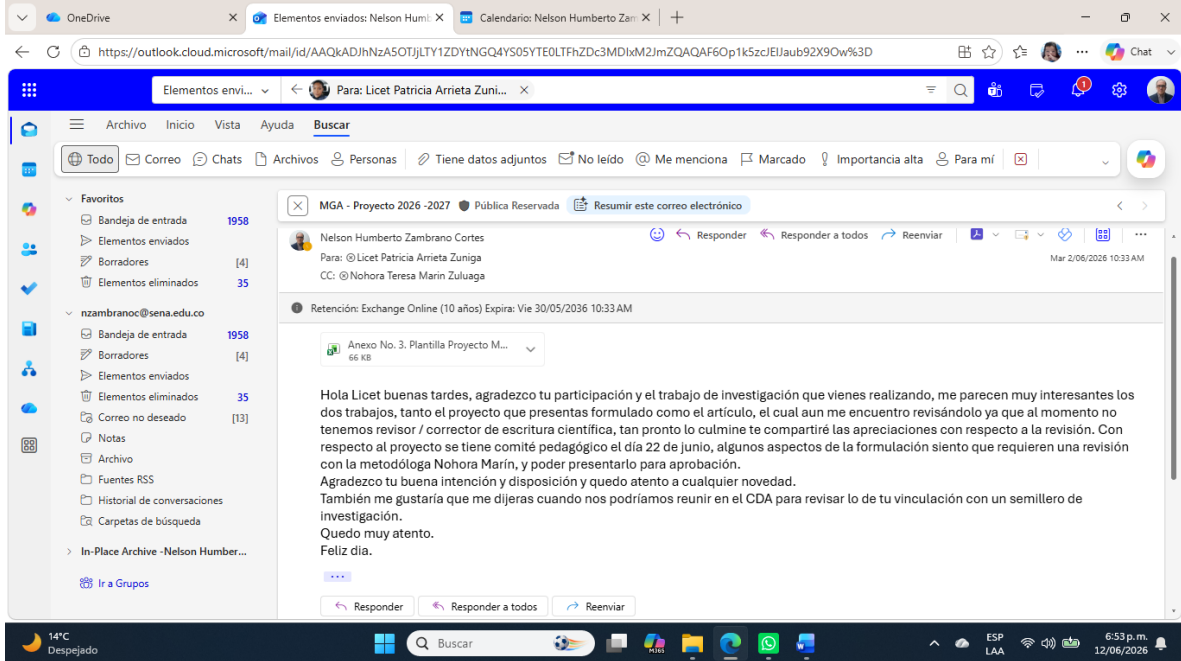 OneDrive
Elementos enviados: Nelson Humb
Calendario: Nelson Humberto Zam
https://outlook.cloud.microsoft/mail/id/AAQkADJhNzA5OTJjLTY1ZDYtNGQ4YS05YTE0LTFhZDc3MDIxM2JmZQAQAF6Op1k5zcJEIJaub92X9Ow%3D
Chat
Elementos envi...
Para: Licet Patricia Arrieta Zuni...
1
Archivo Inicio Vista Ayuda Buscar
Todo Correo Chats Archivos Personas Tiene datos adjuntos No leído Me menciona Marcado Importancia alta Para mí
Favoritos
Bandeja de entrada 1958
Elementos enviados
Borradores [4]
Elementos eliminados 35
nzambranoc@sena.edu.co
Bandeja de entrada 1958
Borradores [4]
Elementos enviados
Elementos eliminados 35
Correo no deseado [13]
Notas
Archivo
Fuentes RSS
Historial de conversaciones
Carpetas de búsqueda
In-Place Archive -Nelson Humber...
Ir a Grupos
MGA - Proyecto 2026 -2027 Pública Reservada Resumir este correo electrónico
Nelson Humberto Zambrano Cortes
Responder Responder a todos Reenviar
Para: Licet Patricia Arrieta Zuniga
Mar 2/06/2026 10:33 AM
CC: Nohora Teresa Marin Zuluaga
Retención: Exchange Online (10 años) Expira: Vie 30/05/2036 10:33 AM
Anexo No. 3. Plantilla Proyecto M...
66 KB
Hola Licet buenas tardes, agradezco tu participación y el trabajo de investigación que vienes realizando, me parecen muy interesantes los
dos trabajos, tanto el proyecto que presentas formulado como el artículo, el cual aun me encuentro revisándolo ya que al momento no
tenemos revisor / corrector de escritura científica, tan pronto lo culmine te compartiré las apreciaciones con respecto a la revisión. Con
respecto al proyecto se tiene comité pedagógico el día 22 de junio, algunos aspectos de la formulación siento que requieren una revisión
con la metodóloga Nohora Marín, y poder presentarlo para aprobación.
Agradezco tu buena intención y disposición y quedo atento a cualquier novedad.
También me gustaría que me dijeras cuando nos podríamos reunir en el CDA para revisar lo de tu vinculación con un semillero de
investigación.
Quedo muy atento.
Feliz dia.
Responder Responder a todos Reenviar
14°C
Despejado
Buscar
M365
ESP
LAA
6:53 p. m.
12/06/2026